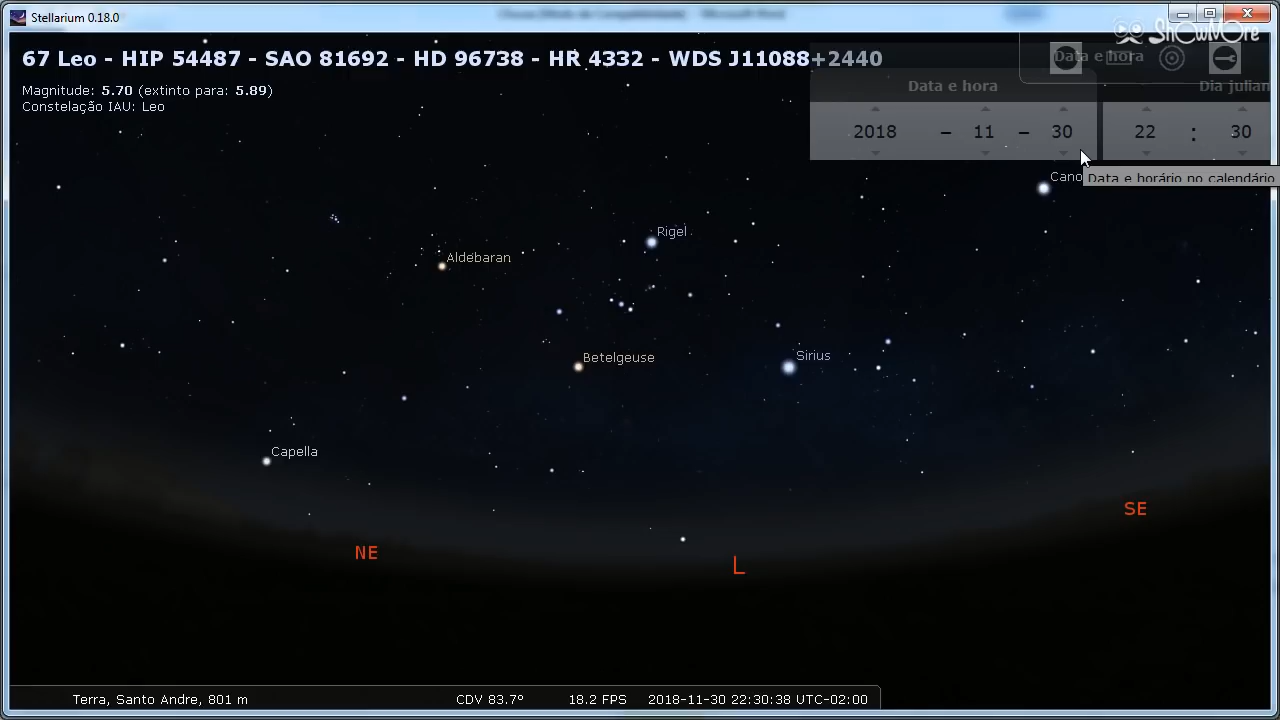 Stellarium 0.18.0
ShowMore
67 Leo - HIP 54487 - SAO 81692 - HD 96738 - HR 4332 - WDS J11088+2440
Data e hora
Magnitude: 5.70 (extinto para: 5.89)
Data e hora
Dia julian
Constelação IAU: Leo
2018 - 11 - 30 22 : 30
Cano
Data e horário no calendário
Rigel
Aldebaran
Betelgeuse
Sirius
Capella
SE
NE
L
Terra, Santo Andre, 801 m CDV 83.7° 18.2 FPS 2018-11-30 22:30:38 UTC-02:00